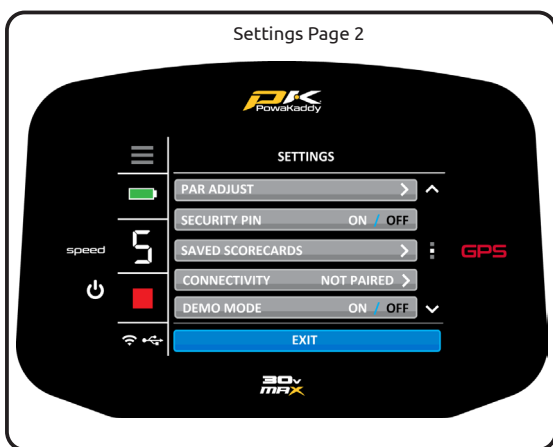 Settings Page 2
PK
PowaKaddy
SETTINGS
PAR ADJUST
SECURITY PIN ON / OFF
speed 5 SAVED SCORECARDS GPS
CONNECTIVITY NOT PAIRED
DEMO MODE ON / OFF
EXIT
30v
MAX